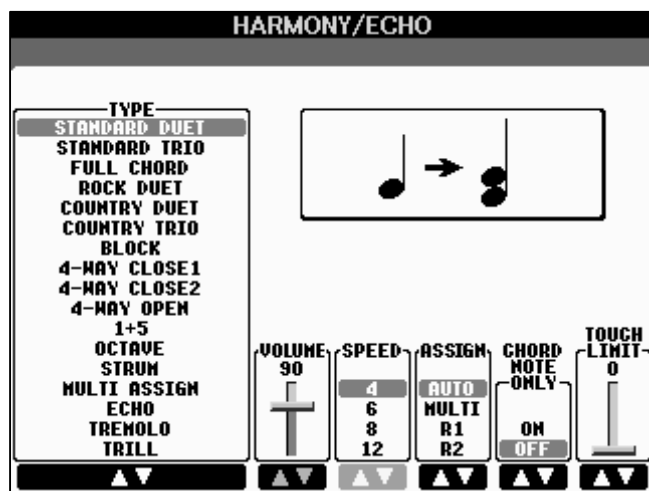 HARMONY/ECHO
TYPE
STANDARD DUET
STANDARD TRIO
FULL CHORD
ROCK DUET
COUNTRY DUET
COUNTRY TRIO
BLOCK
4-WAY CLOSE1
4-WAY CLOSE2
4-WAY OPEN
1+5
OCTAVE
STRUM
MULTI ASSIGN
ECHO
TREMOLO
TRILL
VOLUME
90
SPEED
4
6
8
12
ASSIGN
AUTO
MULTI
R1
R2
CHORD
NOTE
ONLY
ON
OFF
TOUCH
LIMIT
0